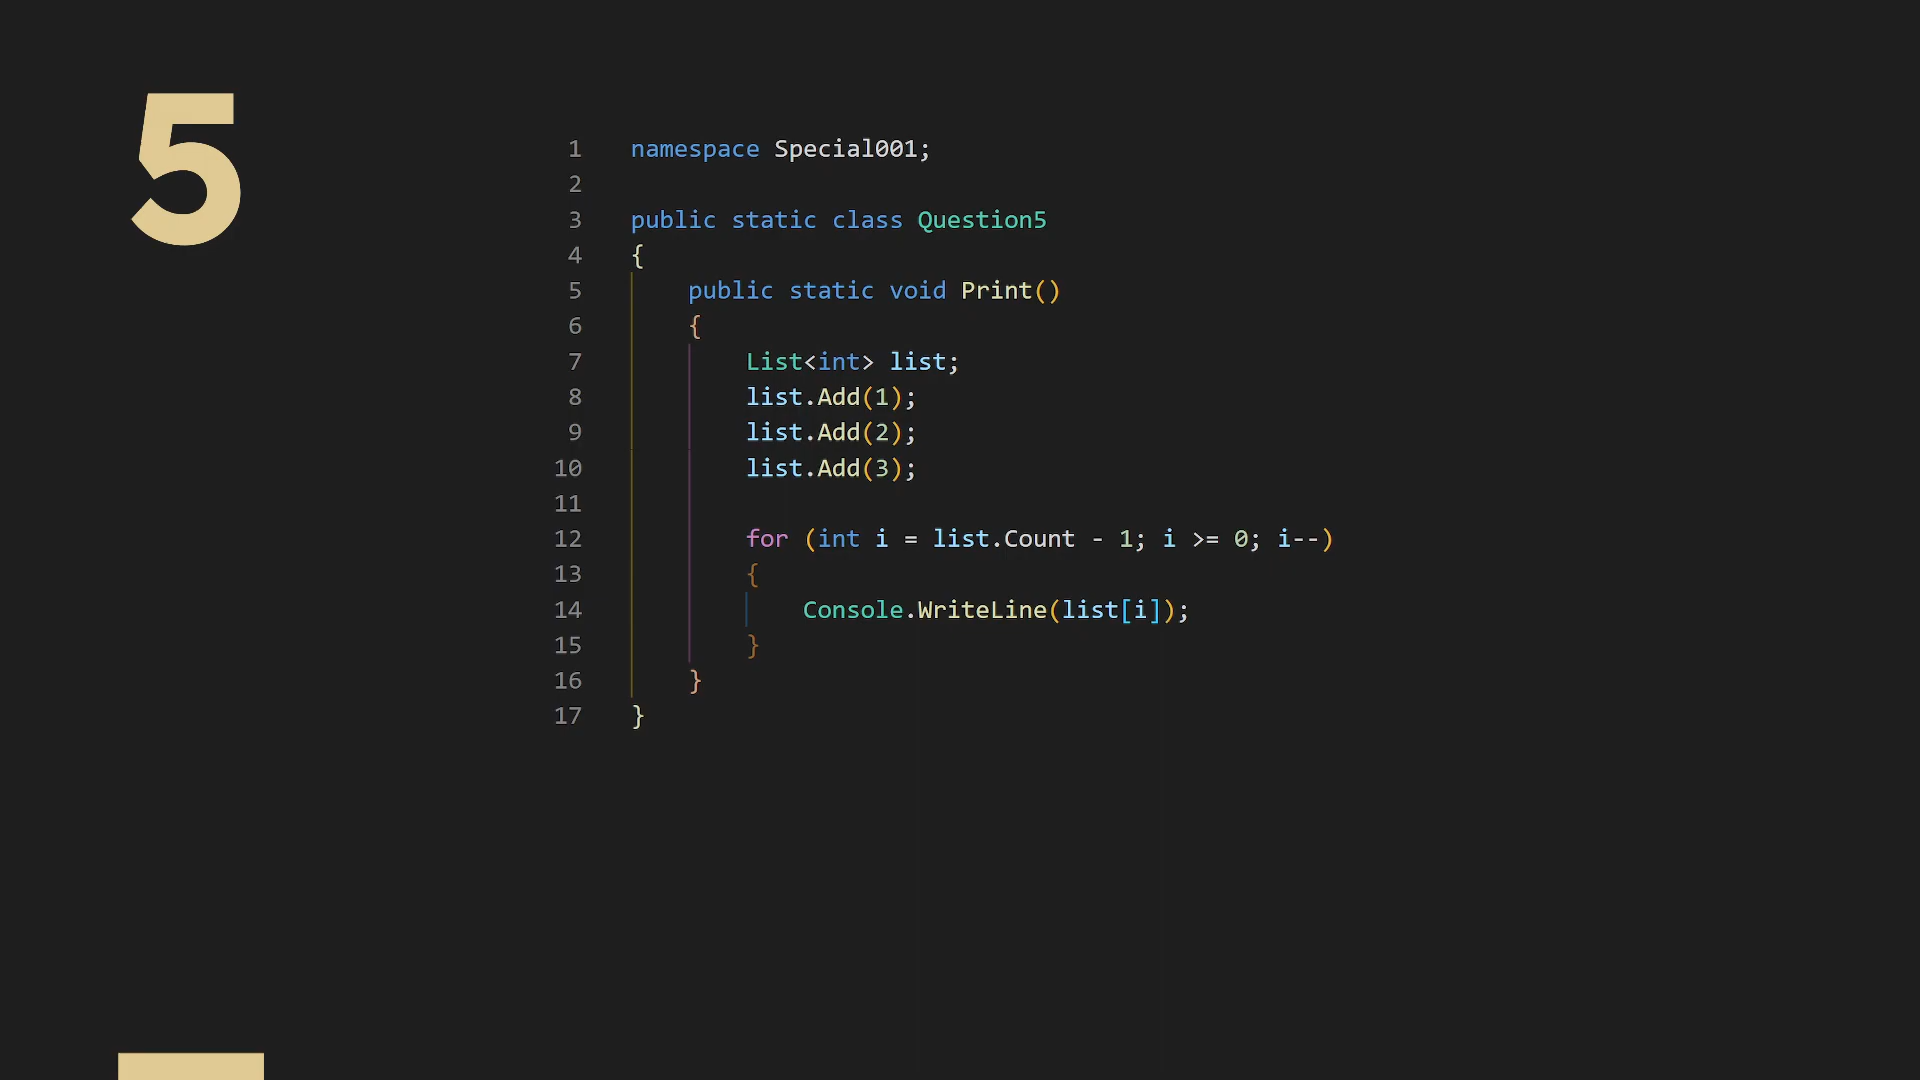 5
1 namespace Special001;
2
3 public static class Question5
4 {
5     public static void Print()
6     {
7         List<int> list;
8         list.Add(1);
9         list.Add(2);
10         list.Add(3);
11
12         for (int i = list.Count - 1; i >= 0; i--)
13         {
14             Console.WriteLine(list[i]);
15         }
16     }
17 }